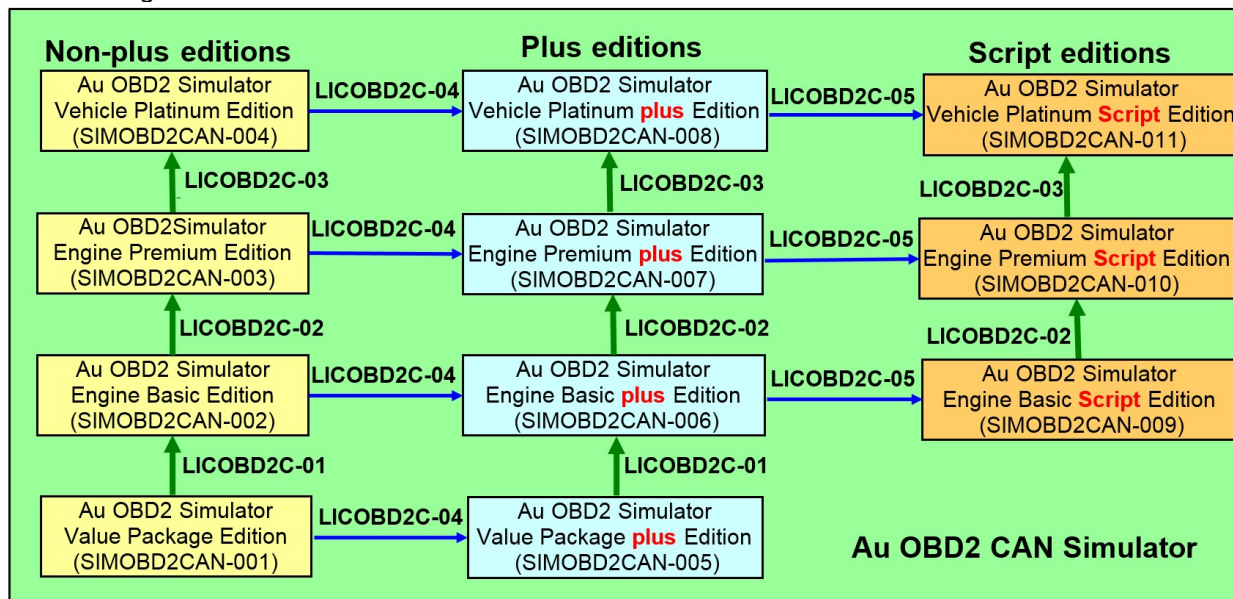 Non-plus editions
Plus editions
Script editions
Au OBD2 Simulator
Vehicle Platinum Edition
(SIMOBD2CAN-004)
LICOBD2C-04
Au OBD2 Simulator
Vehicle Platinum plus Edition
(SIMOBD2CAN-008)
LICOBD2C-05
Au OBD2 Simulator
Vehicle Platinum Script Edition
(SIMOBD2CAN-011)
LICOBD2C-03
LICOBD2C-03
LICOBD2C-03
Au OBD2Simulator
Engine Premium Edition
(SIMOBD2CAN-003)
LICOBD2C-04
Au OBD2 Simulator
Engine Premium plus Edition
(SIMOBD2CAN-007)
LICOBD2C-05
Au OBD2 Simulator
Engine Premium Script Edition
(SIMOBD2CAN-010)
LICOBD2C-02
LICOBD2C-02
LICOBD2C-02
Au OBD2 Simulator
Engine Basic Edition
(SIMOBD2CAN-002)
LICOBD2C-04
Au OBD2 Simulator
Engine Basic plus Edition
(SIMOBD2CAN-006)
LICOBD2C-05
Au OBD2 Simulator
Engine Basic Script Edition
(SIMOBD2CAN-009)
LICOBD2C-01
LICOBD2C-01
Au OBD2 Simulator
Value Package Edition
(SIMOBD2CAN-001)
LICOBD2C-04
Au OBD2 Simulator
Value Package plus Edition
(SIMOBD2CAN-005)
Au OBD2 CAN Simulator